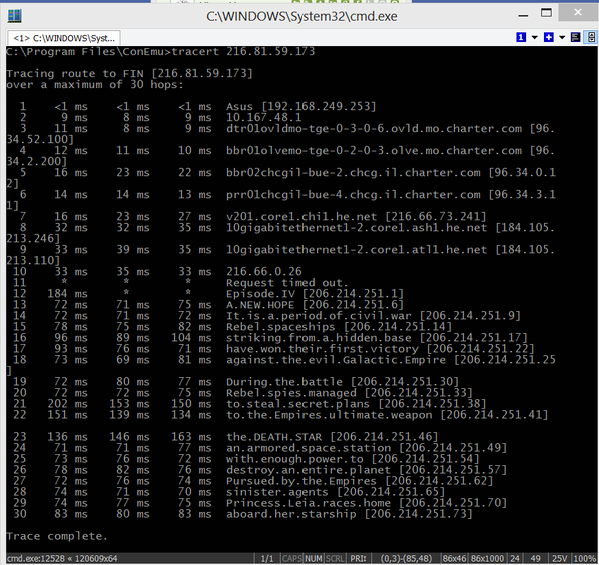 C:\WINDOWS\System32\cmd.exe
<1> C:\WINDOWS\Syst...
C:\Program Files\ConEmu>tracert 216.81.59.173
Tracing route to FIN [216.81.59.173]
over a maximum of 30 hops:
1 <1 ms <1 ms <1 ms Asus [192.168.249.253]
2 9 ms 8 ms 9 ms 10.167.48.1
3 11 ms 8 ms 9 ms dtr01ovldmo-tge-0-3-0-6.ovld.mo.charter.com [96.
34.52.100]
4 12 ms 11 ms 10 ms bbr01olvemo-tge-0-2-0-3.olve.mo.charter.com [96.
34.2.200]
5 16 ms 23 ms 22 ms bbr02chcgil-bue-2.chcg.il.charter.com [96.34.0.1
2]
6 14 ms 14 ms 13 ms prr01chcgil-bue-4.chcg.il.charter.com [96.34.3.1
1]
7 16 ms 23 ms 27 ms v201.core1.chi1.he.net [216.66.73.241]
8 32 ms 32 ms 35 ms 10gigabitethernet1-2.core1.ash1.he.net [184.105.
213.246]
9 33 ms 39 ms 35 ms 10gigabitethernet1-2.core1.atl1.he.net [184.105.
213.110]
10 33 ms 35 ms 33 ms 216.66.0.26
11 * * * Request timed out.
12 184 ms * * Episode.IV [206.214.251.1]
13 72 ms 71 ms 75 ms A.NEW.HOPE [206.214.251.6]
14 72 ms 71 ms 72 ms It.is.a.period.of.civil.war [206.214.251.9]
15 78 ms 75 ms 82 ms Rebel.spaceships [206.214.251.14]
16 96 ms 89 ms 104 ms striking.from.a.hidden.base [206.214.251.17]
17 93 ms 76 ms 71 ms have.won.their.first.victory [206.214.251.22]
18 73 ms 69 ms 81 ms against.the.evil.Galactic.Empire [206.214.251.25
]
19 72 ms 80 ms 77 ms During.the.battle [206.214.251.30]
20 72 ms 72 ms 75 ms Rebel.spies.managed [206.214.251.33]
21 202 ms 153 ms 150 ms to.steal.secret.plans [206.214.251.38]
22 151 ms 139 ms 134 ms to.the.Empires.ultimate.weapon [206.214.251.41]
23 136 ms 146 ms 163 ms the.DEATH.STAR [206.214.251.46]
24 71 ms 71 ms 77 ms an.armored.space.station [206.214.251.49]
25 73 ms 76 ms 72 ms with.enough.power.to [206.214.251.54]
26 78 ms 82 ms 76 ms destroy.an.entire.planet [206.214.251.57]
27 72 ms 76 ms 74 ms Pursued.by.the.Empires [206.214.251.62]
28 74 ms 71 ms 70 ms sinister.agents [206.214.251.65]
29 74 ms 77 ms 75 ms Princess.Leia.races.home [206.214.251.70]
30 83 ms 80 ms 83 ms aboard.her.starship [206.214.251.73]
Trace complete.
cmd.exe:12528 « 120609x64 1/1 CAPS NUM SCRL PRI↕ (0,3)-(85,48) 86x46 86x1000 24 49 25V 100%